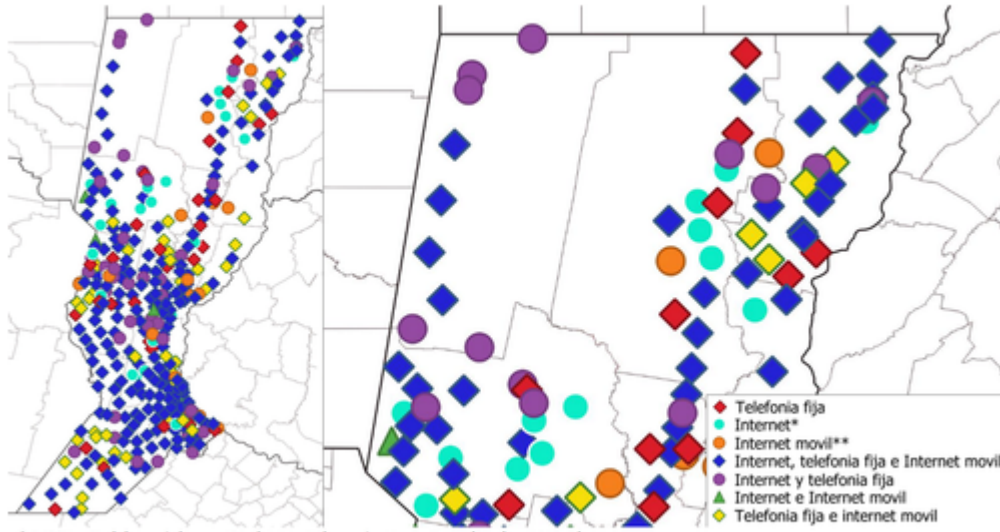 Telefonia fija
Internet*
Internet movil**
Internet, telefonia fija e Internet movil
Internet y telefonia fija
Internet e Internet movil
Telefonia fija e internet movil